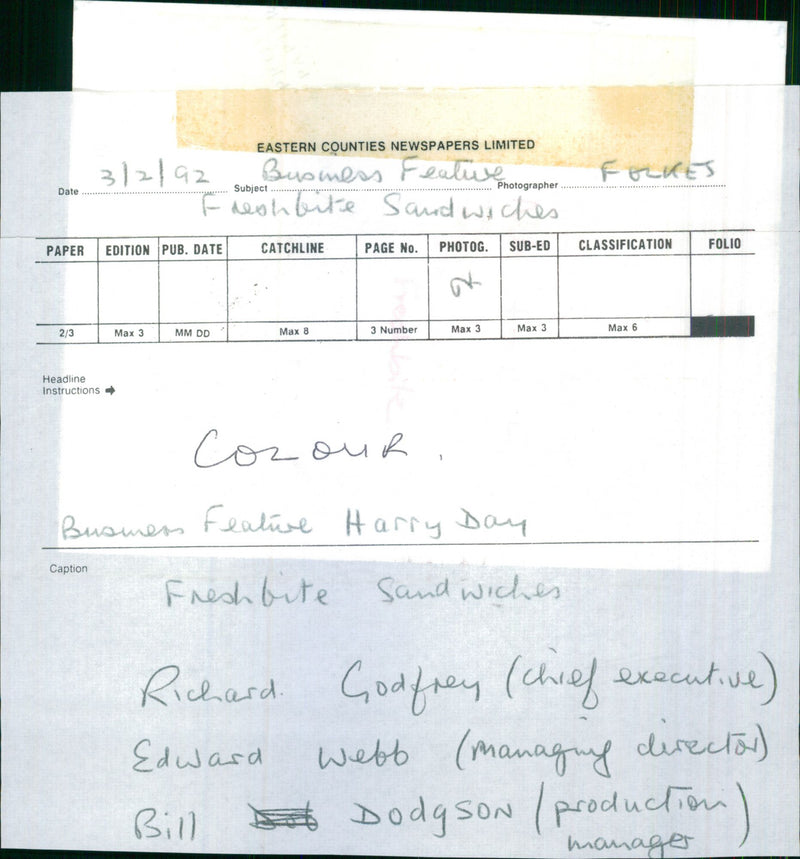 EASTERN COUNTIES NEWSPAPERS LIMITED
Date 3/2/92 Subject Business Feature Photographer FOLKES
Freshbite Sandwiches
PAPER EDITION PUB. DATE CATCHLINE PAGE No. PHOTOG. SUB-ED CLASSIFICATION FOLIO
2/3 Max 3 MM DD Max 8 3 Number Max 3 Max 3 Max 6
Freshbite
Headline
Instructions
COLOUR.
Business Feature Harry Day
Caption
Freshbite Sandwiches
Richard Godfrey (chief executive)
Edward Webb (managing director)
Bill Dodgson (production
manager)